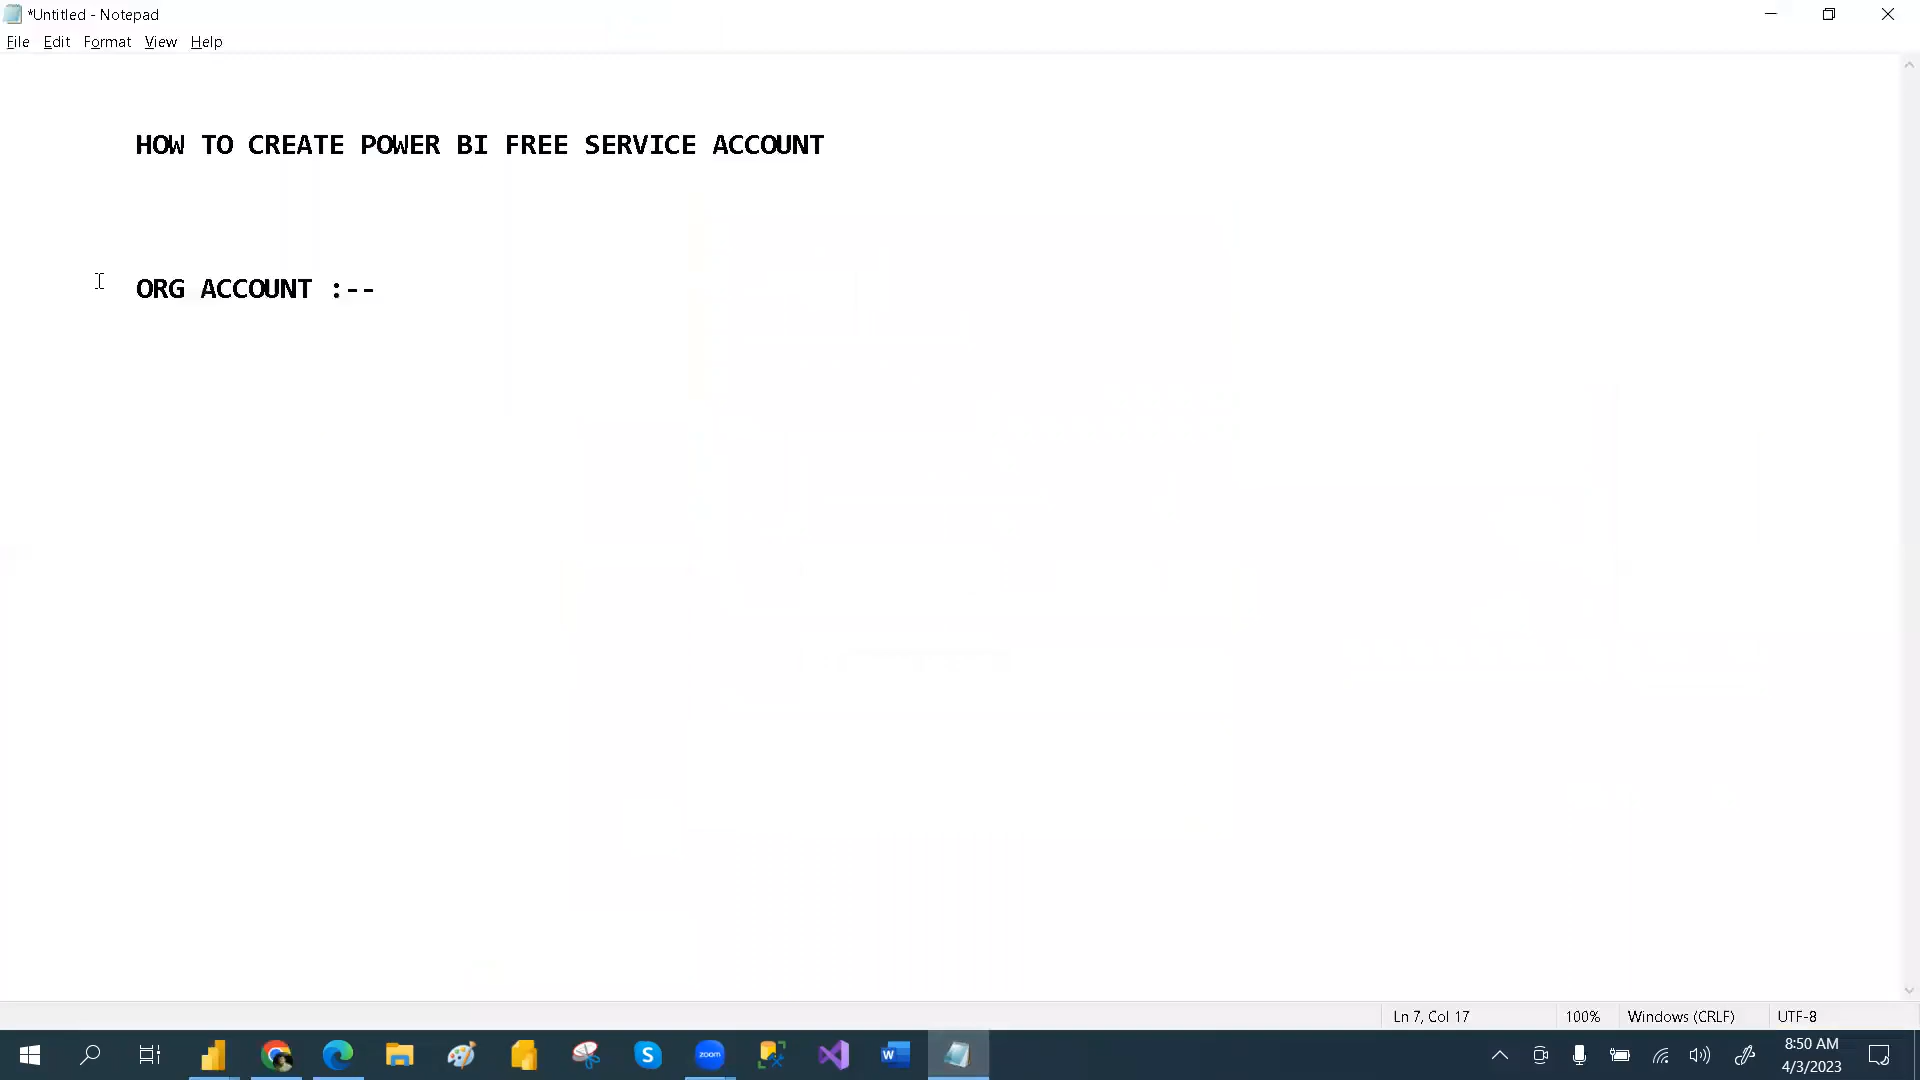 *Untitled - Notepad
File Edit Format View Help
HOW TO CREATE POWER BI FREE SERVICE ACCOUNT
ORG ACCOUNT :--
Ln 7, Col 17 100% Windows (CRLF) UTF-8
zoom
8:50 AM
4/3/2023